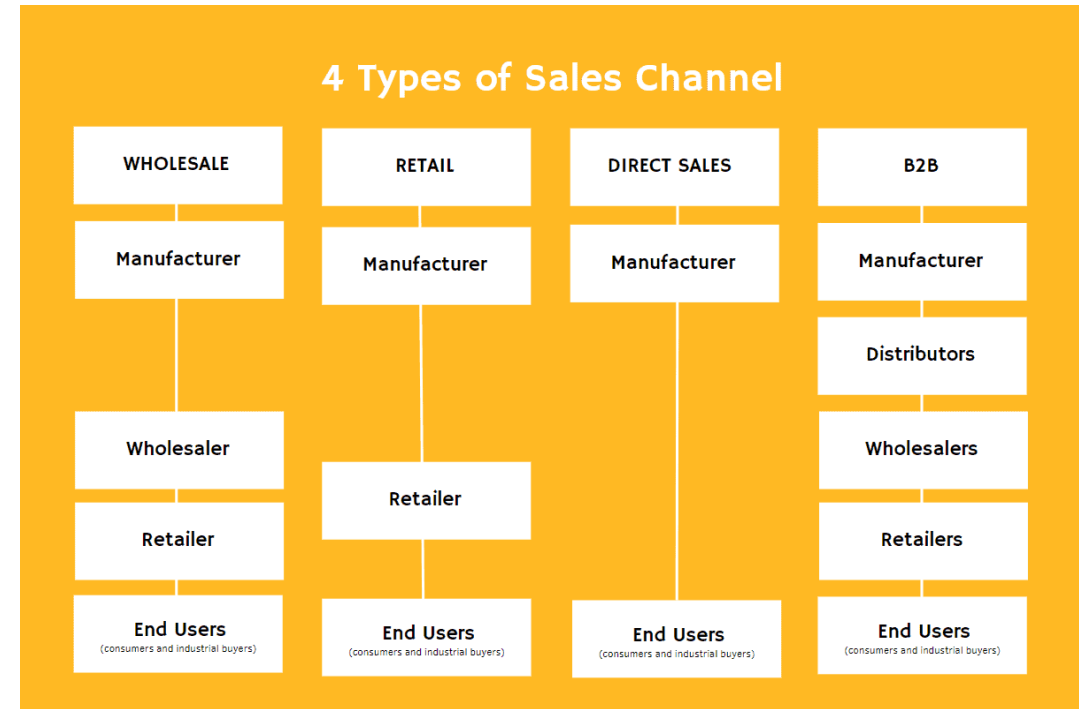 4 Types of Sales Channel
WHOLESALE
Manufacturer
Wholesaler
Retailer
End Users
(consumers and industrial buyers)
RETAIL
Manufacturer
Retailer
End Users
(consumers and industrial buyers)
DIRECT SALES
Manufacturer
End Users
(consumers and industrial buyers)
B2B
Manufacturer
Distributors
Wholesalers
Retailers
End Users
(consumers and industrial buyers)